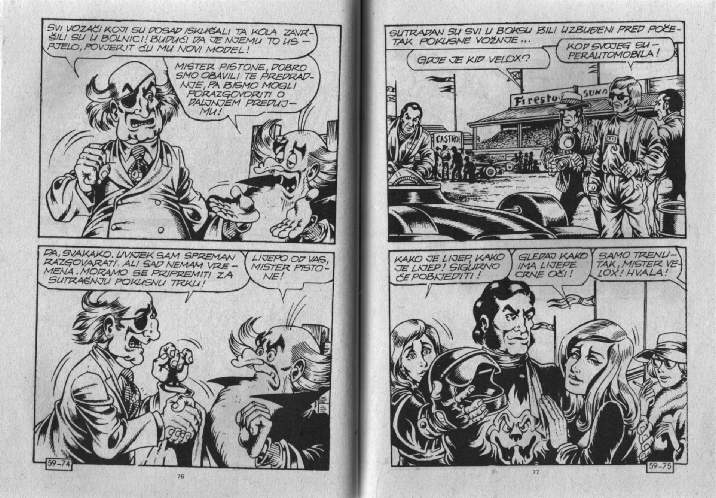 SVI VOZAČI KOJI SU DOSAD ISKUŠALI TA KOLA ZAVR-
ŠILI SU U BOLNICI! BUDUĆI DA JE NJEMU TO US-
PJELO, POVJERIT ĆU MU NOVI MODEL!
MISTER PISTONE, DOBRO
SMO OBAVILI TE PREDRAD-
NJE, PA BISMO MOGLI
PORAZGOVORITI O
DALJNJEM PREDUJ-
MU!
DA, SVAKAKO. UVIJEK SAM SPREMAN
RAZGOVARATI. ALI SAD NEMAM VRE-
MENA. MORAMO SE PRIPREMITI ZA
SUTRAŠNJU POKUSNU TRKU!
LIJEPO OD VAS,
MISTER PISTO-
NE!
59-74
76
SUTRADAN SU SVI U BOKSU BILI UZBUĐENI PRED POČE-
TAK POKUSNE VOŽNJE...
GDJE JE KID VELOX?
KOD SVOJEG SU-
PERAUTOMOBILA!
Firesto
CASTROL
KAKO JE LIJEP, KAKO
JE LIJEP! SIGURNO
ĆE POBIJEDITI!
GLEDAJ KAKO
IMA LIJEPE
CRNE OČI!
SAMO TRENU-
TAK, MISTER VE-
LOX! HVALA!
77
59-75